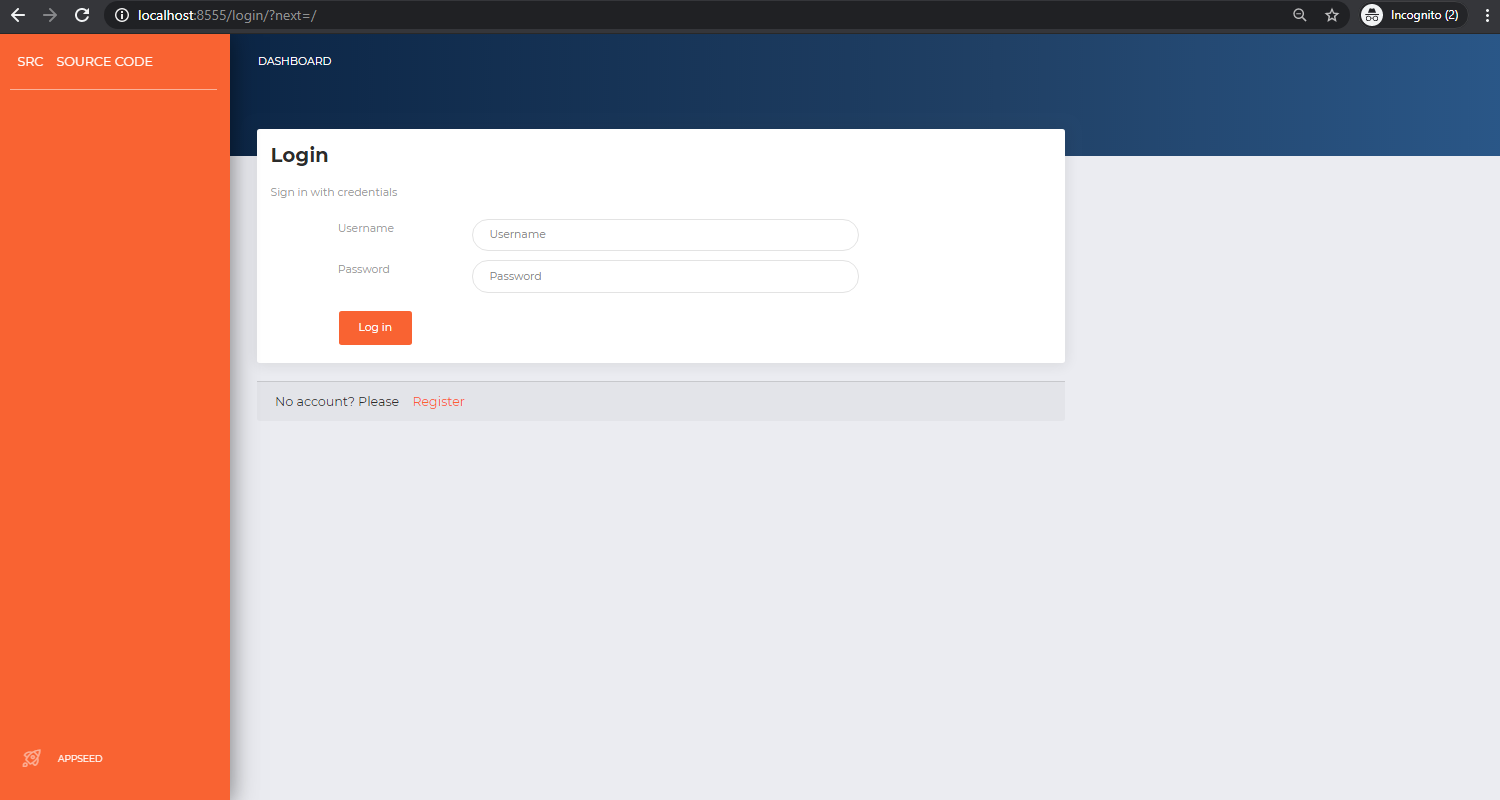 localhost:8555/login/?next=/
Incognito (2)
SRC SOURCE CODE
DASHBOARD
Login
Sign in with credentials
Username
Username
Password
Password
Log in
No account? Please Register
APPSEED